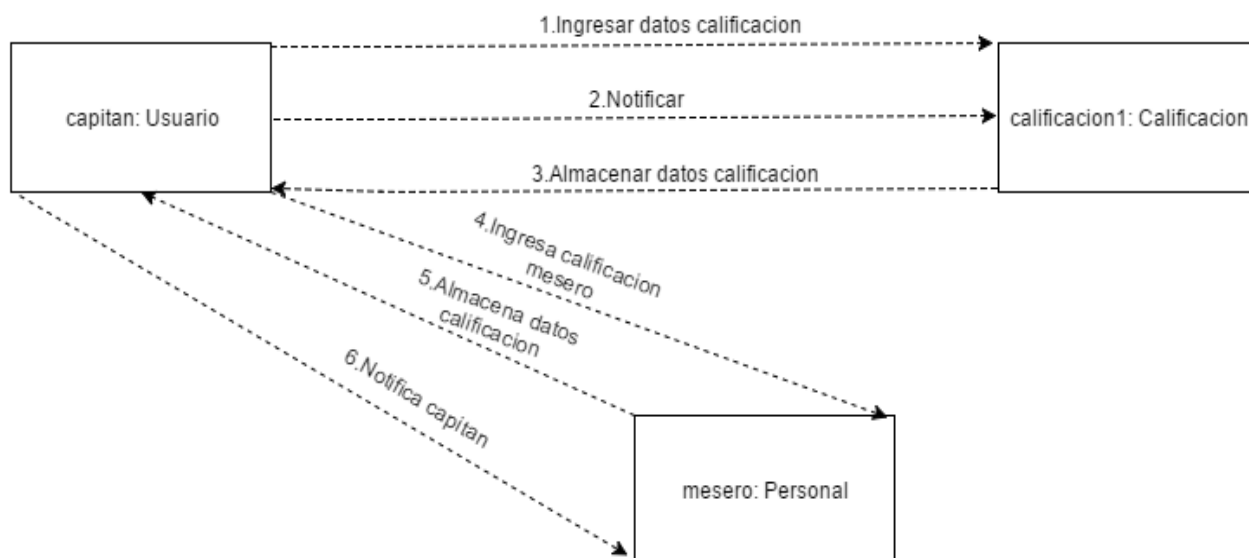 1.Ingresar datos calificacion
capitan: Usuario
2.Notificar
calificacion1: Calificacion
3.Almacenar datos calificacion
4.Ingresa calificacion
mesero
5.Almacena datos
calificacion
6.Notifica capitan
mesero: Personal